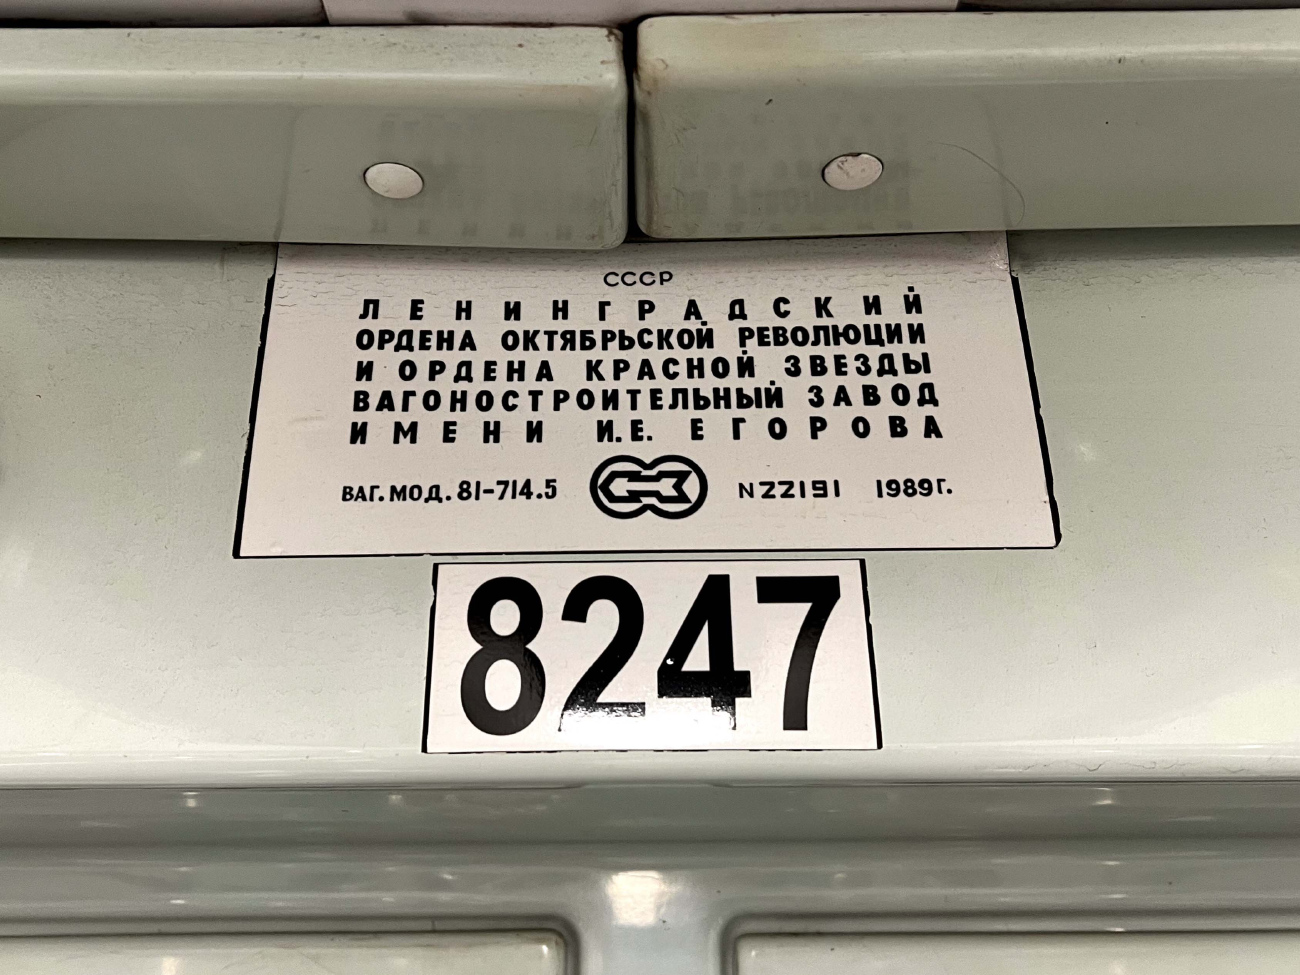 СССР
ЛЕНИНГРАДСКИЙ
ОРДЕНА ОКТЯБРЬСКОЙ РЕВОЛЮЦИИ
И ОРДЕНА КРАСНОЙ ЗВЕЗДЫ
ВАГОНОСТРОИТЕЛЬНЫЙ ЗАВОД
ИМЕНИ И.Е. ЕГОРОВА
ВАГ. МОД. 81-714.5 N22191 1989г.
8247